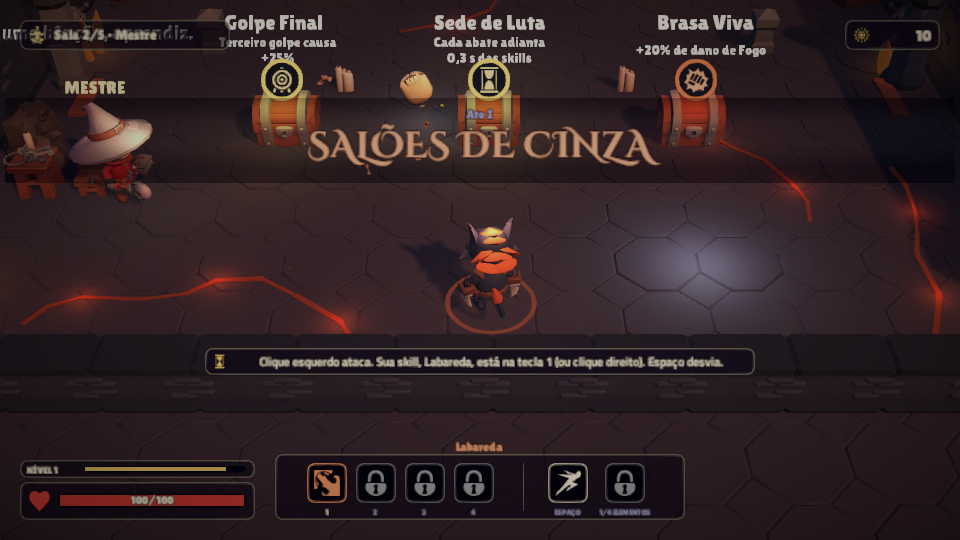 Golpe Final
Sede de Luta
Brasa Viva
Sala 2/5 - Mestre
diz.
Terceiro golpe causa
+25%
Cada abate adianta
0,3 s das skills
+20% de dano de Fogo
10
MESTRE
Ato 1
SALÕES DE CINZA
Clique esquerdo ataca. Sua skill, Labareda, está na tecla 1 (ou clique direito). Espaço desvia.
Labareda
NÍVEL 1
100/100
1
2
3
4
ESPAÇO
1/4 ELEMENTOS